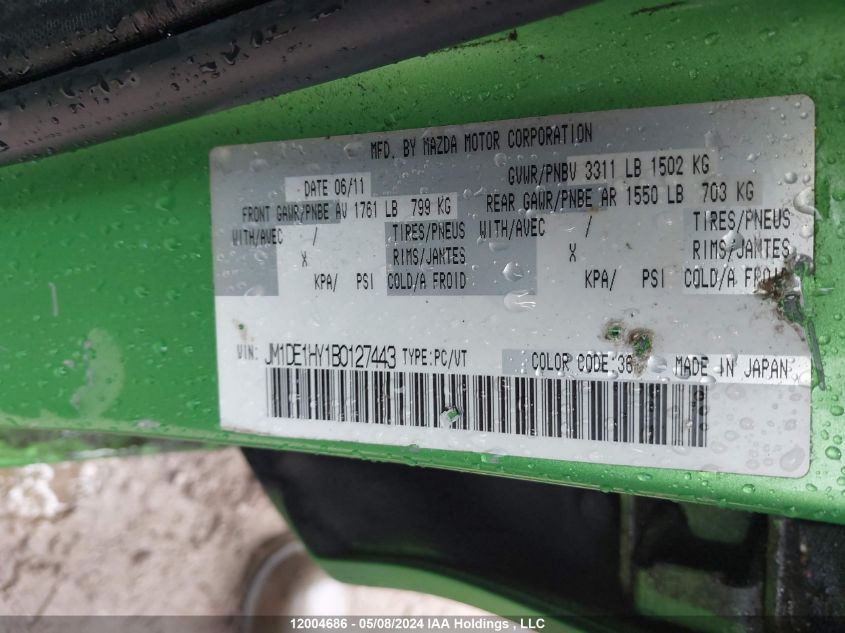 MFD. BY MAZDA MOTOR CORPORATION
DATE 06/11 GVWR/PNBV 3311 LB 1502 KG
FRONT GAWR/PNBE AV 1761 LB 799 KG REAR GAWR/PNBE AR 1550 LB 703 KG
WITH/AVEC / TIRES/PNEUS WITH/AVEC / TIRES/PNEUS
X RIMS/JANTES X RIMS/JANTES
KPA/ PSI COLD/A FROID KPA/ PSI COLD/A FROID
VIN: JM1DE1HY1B0127443 TYPE:PC/VT COLOR CODE:36 MADE IN JAPAN
12004686 - 05/08/2024 IAA Holdings , LLC